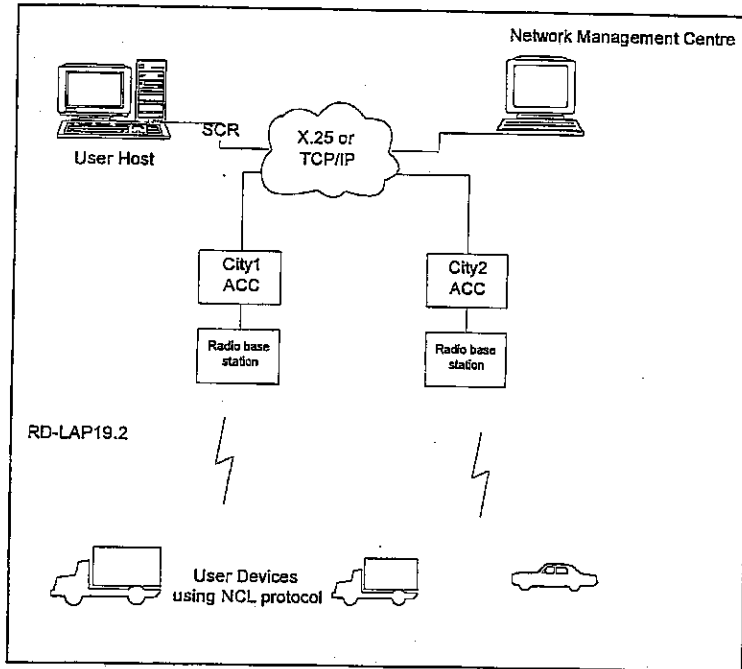 Network Management Centre
SCR
X.25 or
TCP/IP
User Host
City1
ACC
City2
ACC
Radio base
station
Radio base
station
RD-LAP19.2
User Devices
using NCL protocol